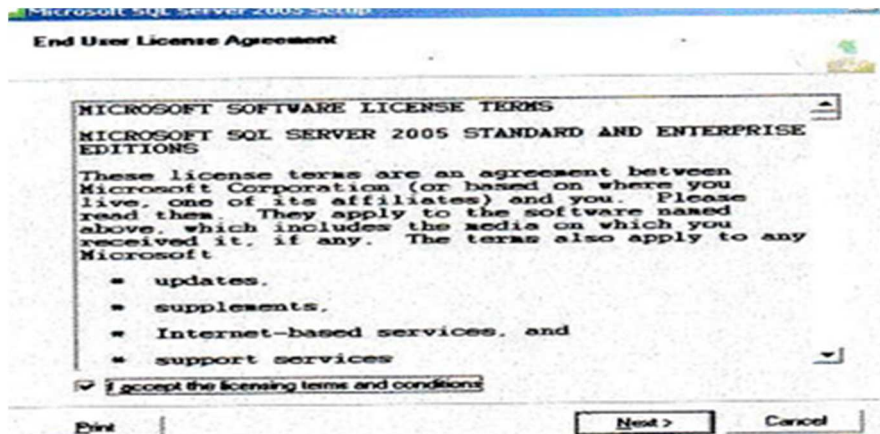 Microsoft SQL Server 2005 Setup
End User License Agreement
MICROSOFT SOFTWARE LICENSE TERMS
MICROSOFT SQL SERVER 2005 STANDARD AND ENTERPRISE
EDITIONS
These license terms are an agreement between
Microsoft Corporation (or based on where you
live, one of its affiliates) and you. Please
read them. They apply to the software named
above, which includes the media on which you
received it, if any. The terms also apply to any
Microsoft
updates,
supplements,
Internet-based services, and
support services
I accept the licensing terms and conditions
Print
Next >
Cancel